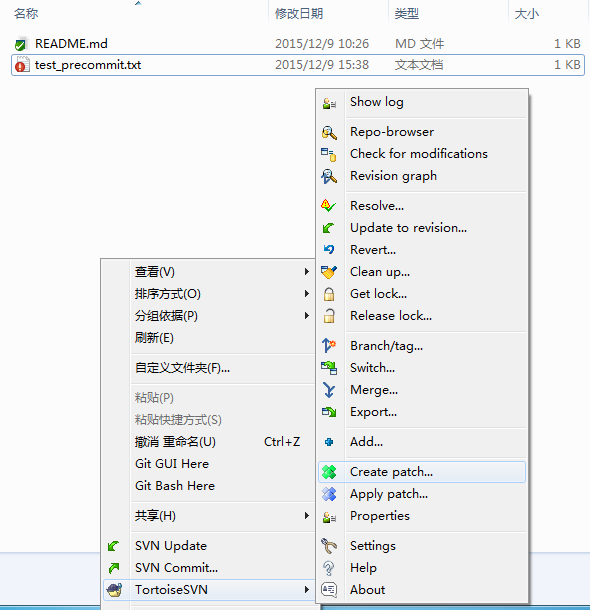 名称 修改日期 类型 大小
README.md 2015/12/9 10:26 MD 文件 1 KB
test_precommit.txt 2015/12/9 15:38 文本文档 1 KB
Show log
Repo-browser
Check for modifications
Revision graph
Resolve...
Update to revision...
Revert...
Clean up...
Get lock...
Release lock...
Branch/tag...
Switch...
Merge...
Export...
Add...
Create patch...
Apply patch...
Properties
Settings
Help
About
查看(V)
排序方式(O)
分组依据(P)
刷新(E)
自定义文件夹(F)...
粘贴(P)
粘贴快捷方式(S)
撤消 重命名(U) Ctrl+Z
Git GUI Here
Git Bash Here
共享(H)
SVN Update
SVN Commit...
TortoiseSVN